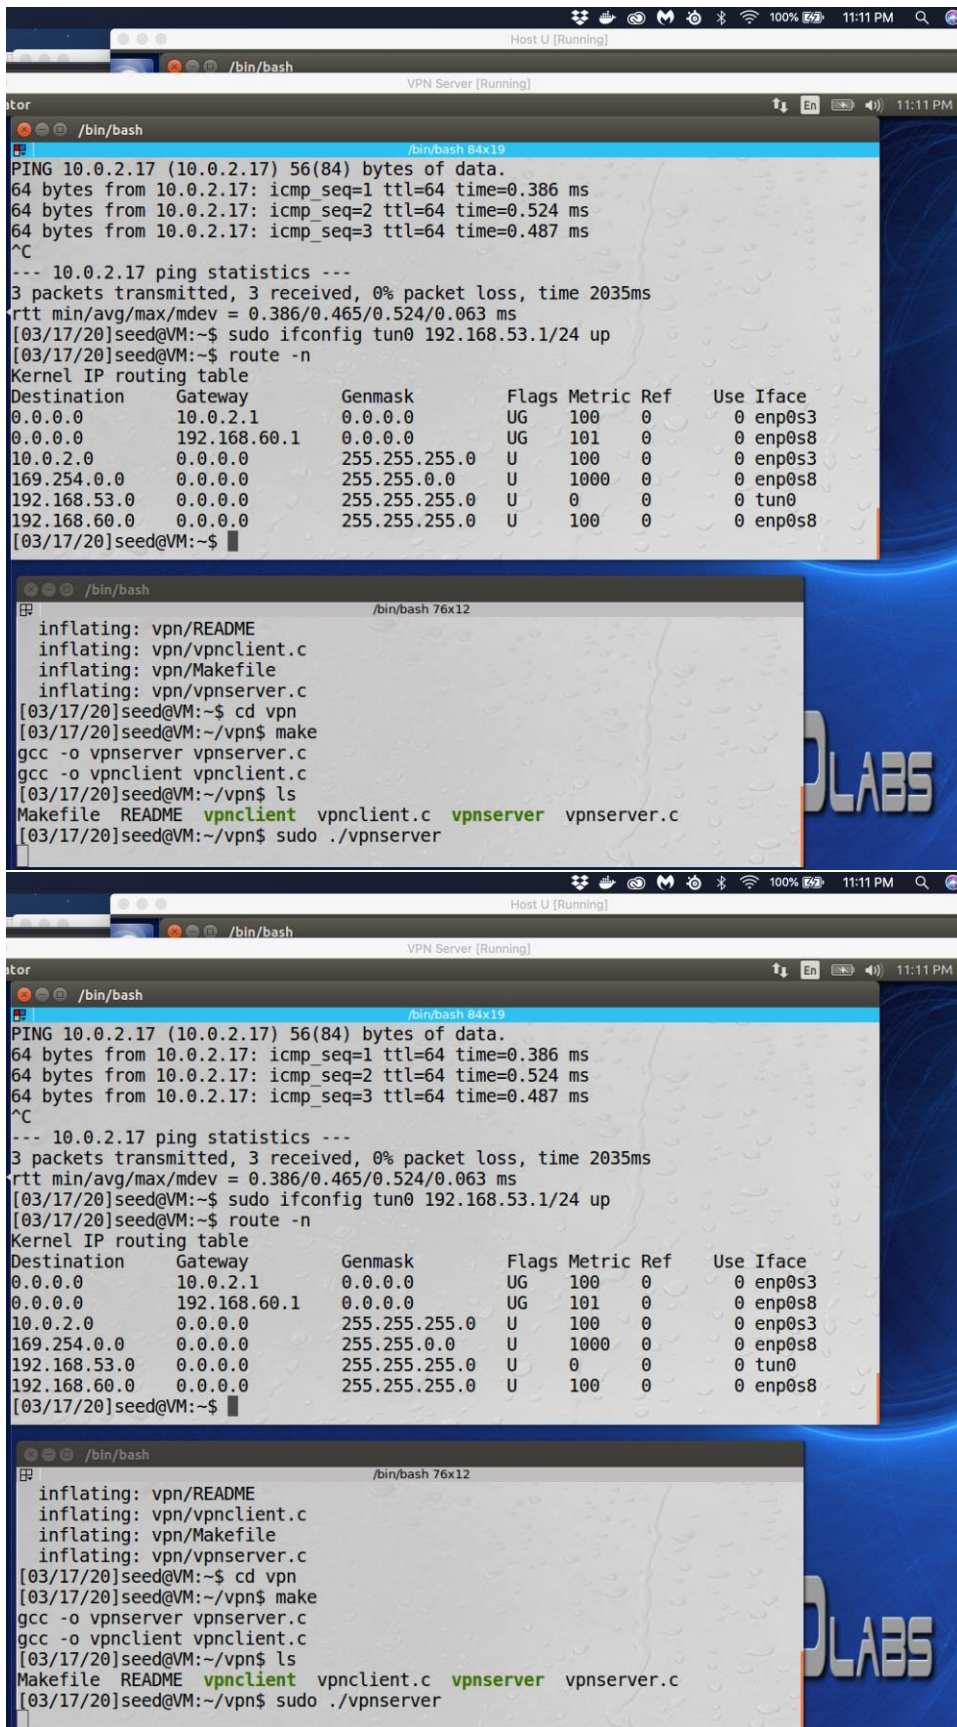 100% 11:11 PM
Host U [Running]
/bin/bash
VPN Server [Running]
ator En 11:11 PM
/bin/bash
/bin/bash 84x19
PING 10.0.2.17 (10.0.2.17) 56(84) bytes of data.
64 bytes from 10.0.2.17: icmp_seq=1 ttl=64 time=0.386 ms
64 bytes from 10.0.2.17: icmp_seq=2 ttl=64 time=0.524 ms
64 bytes from 10.0.2.17: icmp_seq=3 ttl=64 time=0.487 ms
^C
--- 10.0.2.17 ping statistics ---
3 packets transmitted, 3 received, 0% packet loss, time 2035ms
rtt min/avg/max/mdev = 0.386/0.465/0.524/0.063 ms
[03/17/20]seed@VM:~$ sudo ifconfig tun0 192.168.53.1/24 up
[03/17/20]seed@VM:~$ route -n
Kernel IP routing table
Destination Gateway Genmask Flags Metric Ref Use Iface
0.0.0.0 10.0.2.1 0.0.0.0 UG 100 0 0 enp0s3
0.0.0.0 192.168.60.1 0.0.0.0 UG 101 0 0 enp0s8
10.0.2.0 0.0.0.0 255.255.255.0 U 100 0 0 enp0s3
169.254.0.0 0.0.0.0 255.255.0.0 U 1000 0 0 enp0s8
192.168.53.0 0.0.0.0 255.255.255.0 U 0 0 0 tun0
192.168.60.0 0.0.0.0 255.255.255.0 U 100 0 0 enp0s8
[03/17/20]seed@VM:~$
/bin/bash
/bin/bash 76x12
inflating: vpn/README
inflating: vpn/vpnclient.c
inflating: vpn/Makefile
inflating: vpn/vpnserver.c
[03/17/20]seed@VM:~$ cd vpn
[03/17/20]seed@VM:~/vpn$ make
gcc -o vpnserver vpnserver.c
gcc -o vpnclient vpnclient.c
[03/17/20]seed@VM:~/vpn$ ls
Makefile README vpnclient vpnclient.c vpnserver vpnserver.c
[03/17/20]seed@VM:~/vpn$ sudo ./vpnserver
LABS
100% 11:11 PM
Host U [Running]
/bin/bash
VPN Server [Running]
ator En 11:11 PM
/bin/bash
/bin/bash 84x19
PING 10.0.2.17 (10.0.2.17) 56(84) bytes of data.
64 bytes from 10.0.2.17: icmp_seq=1 ttl=64 time=0.386 ms
64 bytes from 10.0.2.17: icmp_seq=2 ttl=64 time=0.524 ms
64 bytes from 10.0.2.17: icmp_seq=3 ttl=64 time=0.487 ms
^C
--- 10.0.2.17 ping statistics ---
3 packets transmitted, 3 received, 0% packet loss, time 2035ms
rtt min/avg/max/mdev = 0.386/0.465/0.524/0.063 ms
[03/17/20]seed@VM:~$ sudo ifconfig tun0 192.168.53.1/24 up
[03/17/20]seed@VM:~$ route -n
Kernel IP routing table
Destination Gateway Genmask Flags Metric Ref Use Iface
0.0.0.0 10.0.2.1 0.0.0.0 UG 100 0 0 enp0s3
0.0.0.0 192.168.60.1 0.0.0.0 UG 101 0 0 enp0s8
10.0.2.0 0.0.0.0 255.255.255.0 U 100 0 0 enp0s3
169.254.0.0 0.0.0.0 255.255.0.0 U 1000 0 0 enp0s8
192.168.53.0 0.0.0.0 255.255.255.0 U 0 0 0 tun0
192.168.60.0 0.0.0.0 255.255.255.0 U 100 0 0 enp0s8
[03/17/20]seed@VM:~$
/bin/bash
/bin/bash 76x12
inflating: vpn/README
inflating: vpn/vpnclient.c
inflating: vpn/Makefile
inflating: vpn/vpnserver.c
[03/17/20]seed@VM:~$ cd vpn
[03/17/20]seed@VM:~/vpn$ make
gcc -o vpnserver vpnserver.c
gcc -o vpnclient vpnclient.c
[03/17/20]seed@VM:~/vpn$ ls
Makefile README vpnclient vpnclient.c vpnserver vpnserver.c
[03/17/20]seed@VM:~/vpn$ sudo ./vpnserver
LABS